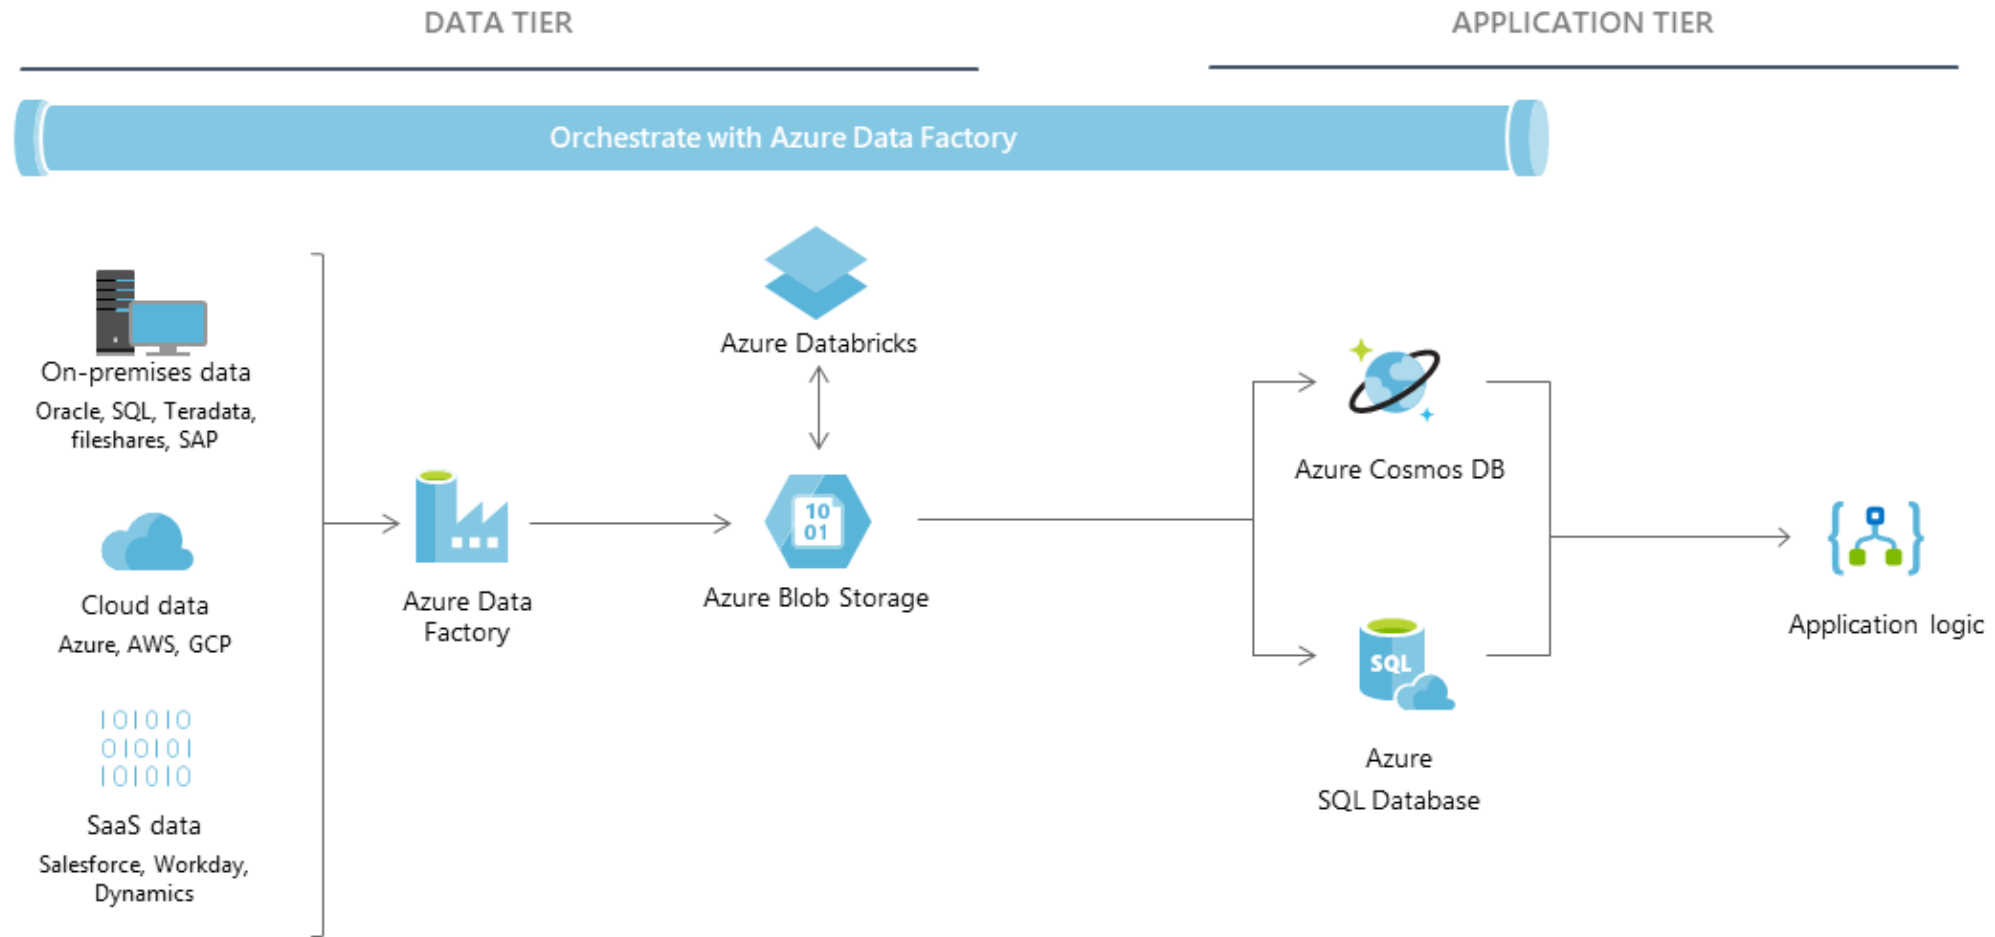 DATA TIER
APPLICATION TIER
Orchestrate with Azure Data Factory
On-premises data
Oracle, SQL, Teradata,
fileshares, SAP
Cloud data
Azure, AWS, GCP
101010
010101
101010
SaaS data
Salesforce, Workday,
Dynamics
Azure Data
Factory
Azure Databricks
10
01
Azure Blob Storage
Azure Cosmos DB
SQL
Azure
SQL Database
Application logic